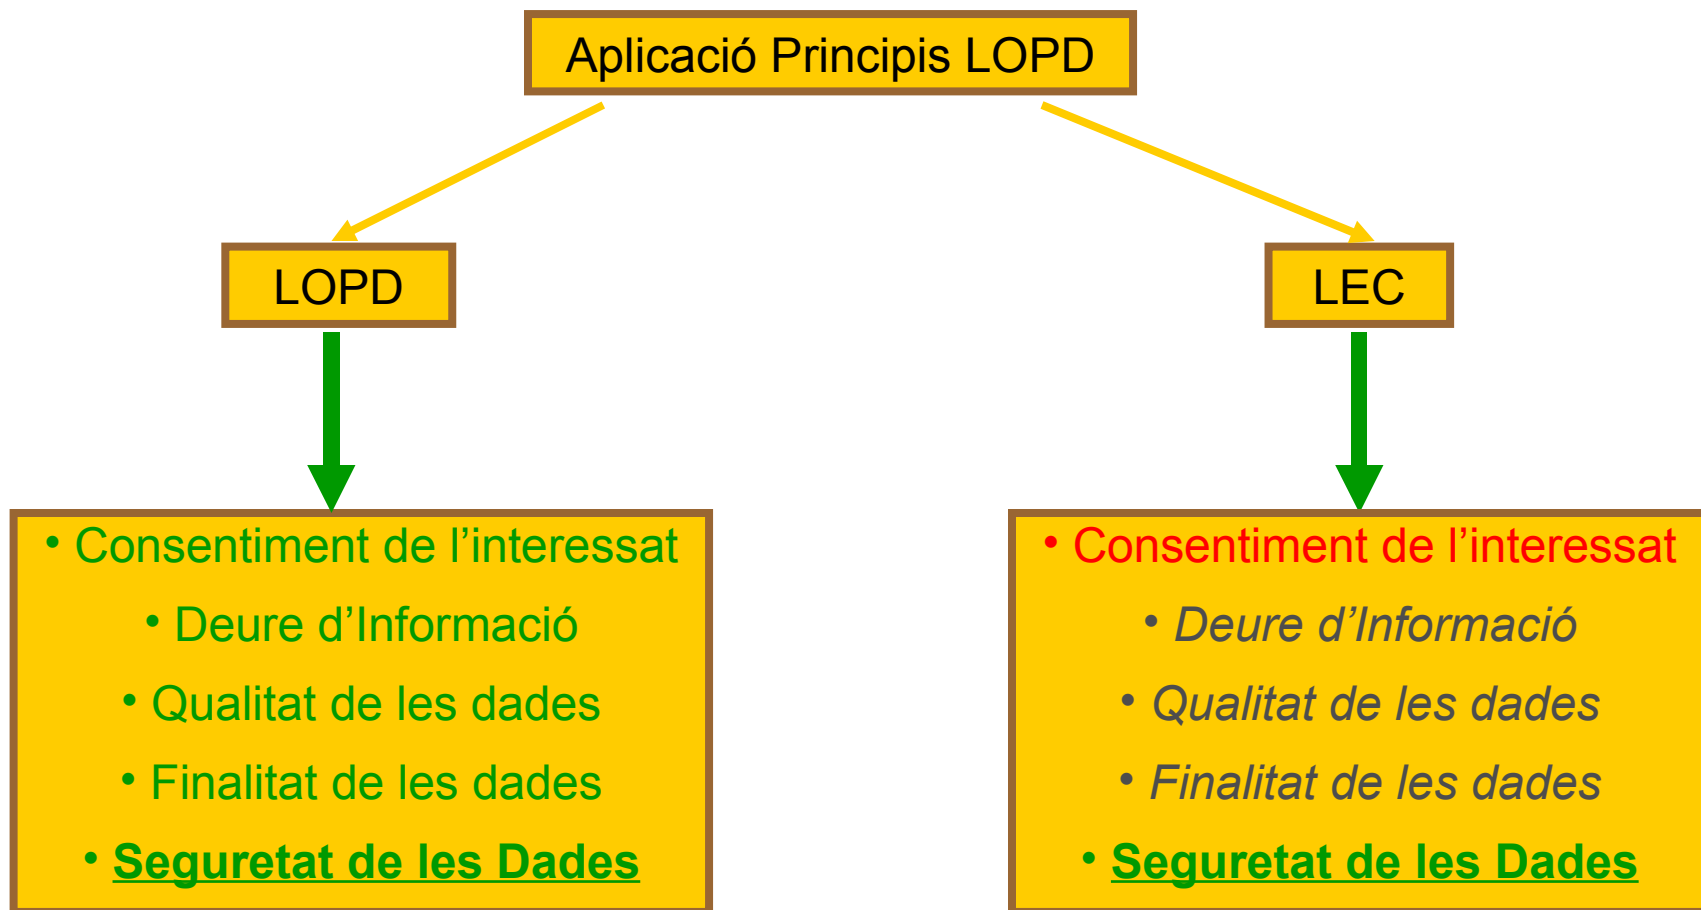 Aplicació Principis LOPD
LOPD
LEC
• Consentiment de l’interessat
• Deure d’Informació
• Qualitat de les dades
• Finalitat de les dades
• Seguretat de les Dades
• Consentiment de l’interessat
• Deure d’Informació
• Qualitat de les dades
• Finalitat de les dades
• Seguretat de les Dades